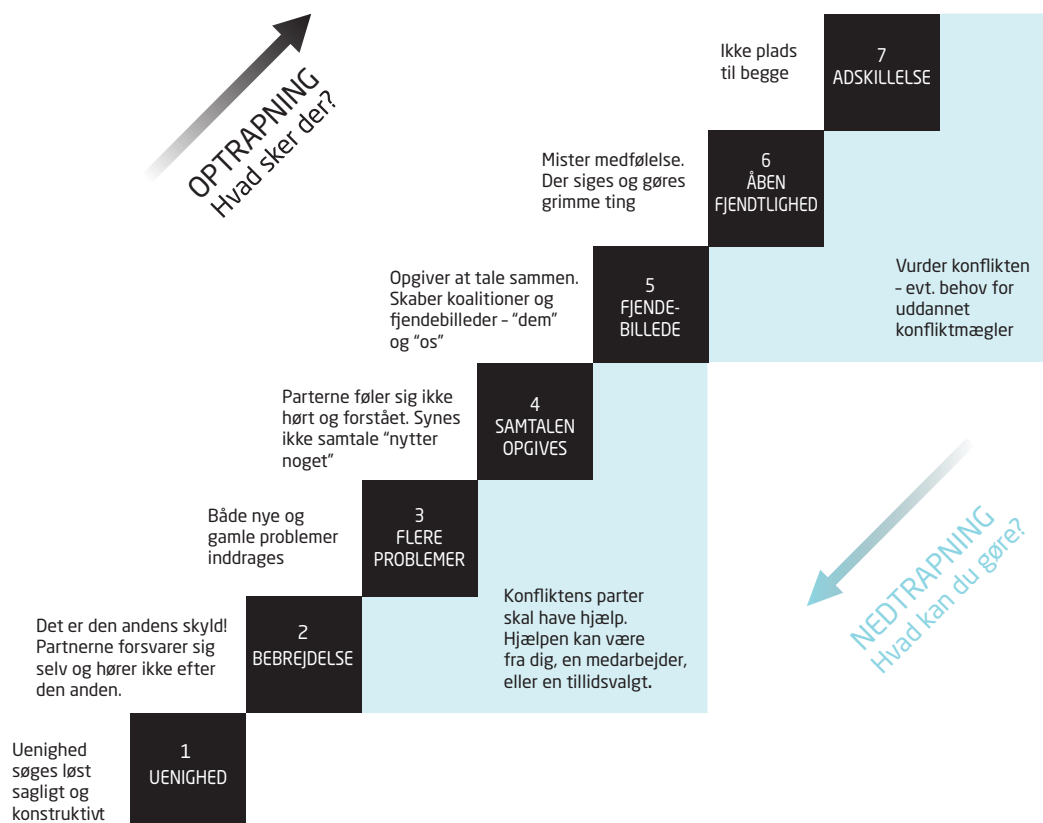 OPTRAPNING
Hvad sker der?
Ikke plads
til begge
7
ADSKILLELSE
Mister medfølelse.
Der siges og gøres
grimme ting
6
ÅBEN
FJENDTLIGHED
Opgiver at tale sammen.
Skaber koalitioner og
fjendebilleder – “dem”
og “os”
5
FJENDE-
BILLEDE
Vurder konflikten
– evt. behov for
uddannet
konfliktmægler
Parterne føler sig ikke
hørt og forstået. Synes
ikke samtale “nytter
noget”
4
SAMTALEN
OPGIVES
Både nye og
gamle problemer
inddrages
3
FLERE
PROBLEMER
NEDTRAPNING
Hvad kan du gøre?
Konfliktens parter
skal have hjælp.
Hjælpen kan være
fra dig, en medarbejder,
eller en tillidsvalgt.
Det er den andens skyld!
Partnerne forsvarer sig
selv og hører ikke efter
den anden.
2
BEBREJDELSE
Uenighed
søges løst
sagligt og
konstruktivt
1
UENIGHED